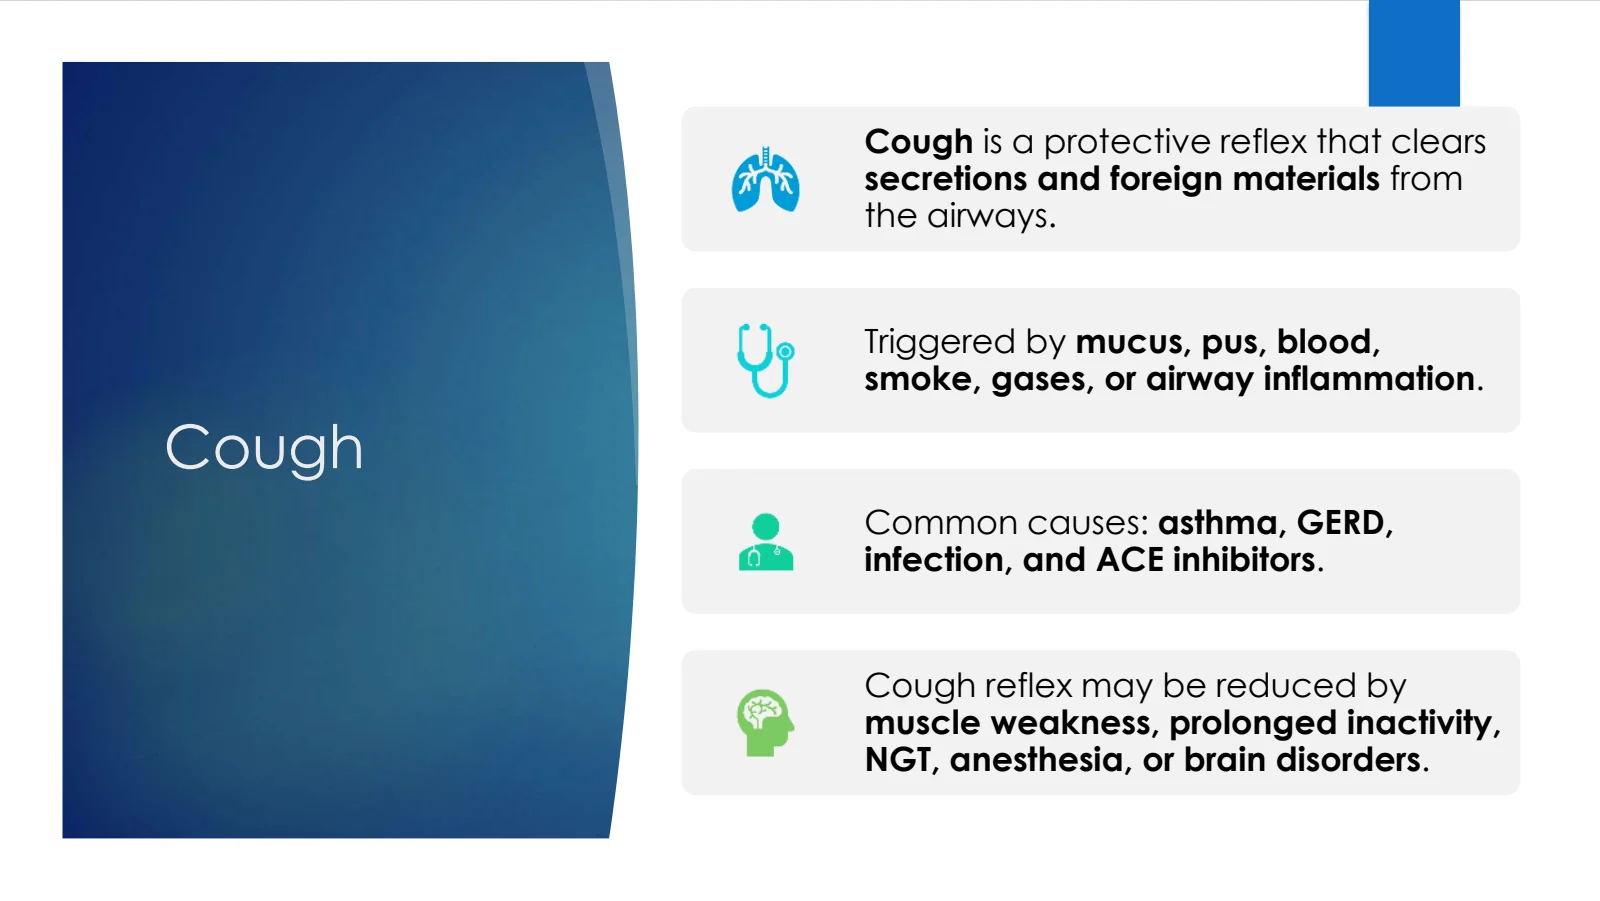 Cough
Cough is a protective reflex that clears
secretions and foreign materials from
the airways.
Triggered by mucus, pus, blood,
smoke, gases, or airway inflammation.
Common causes: asthma, GERD,
infection, and ACE inhibitors.
Cough reflex may be reduced by
muscle weakness, prolonged inactivity,
NGT, anesthesia, or brain disorders.